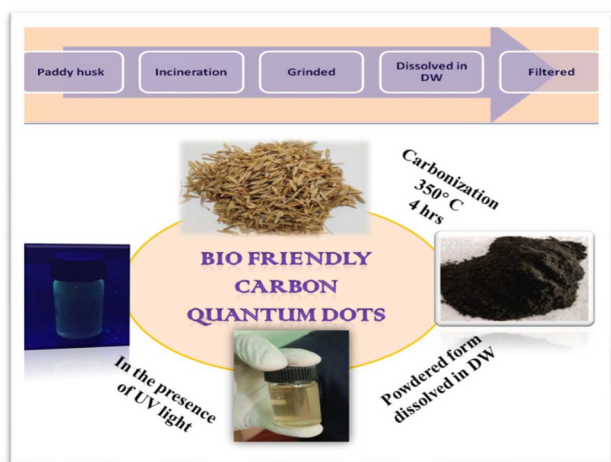 Paddy husk
Incineration
Grinded
Dissolved in
DW
Filtered
Carbonization
350° C
4 hrs
BIO FRIENDLY
CARBON
QUANTUM DOTS
Powdered form
dissolved in DW
In the presence
of UV light